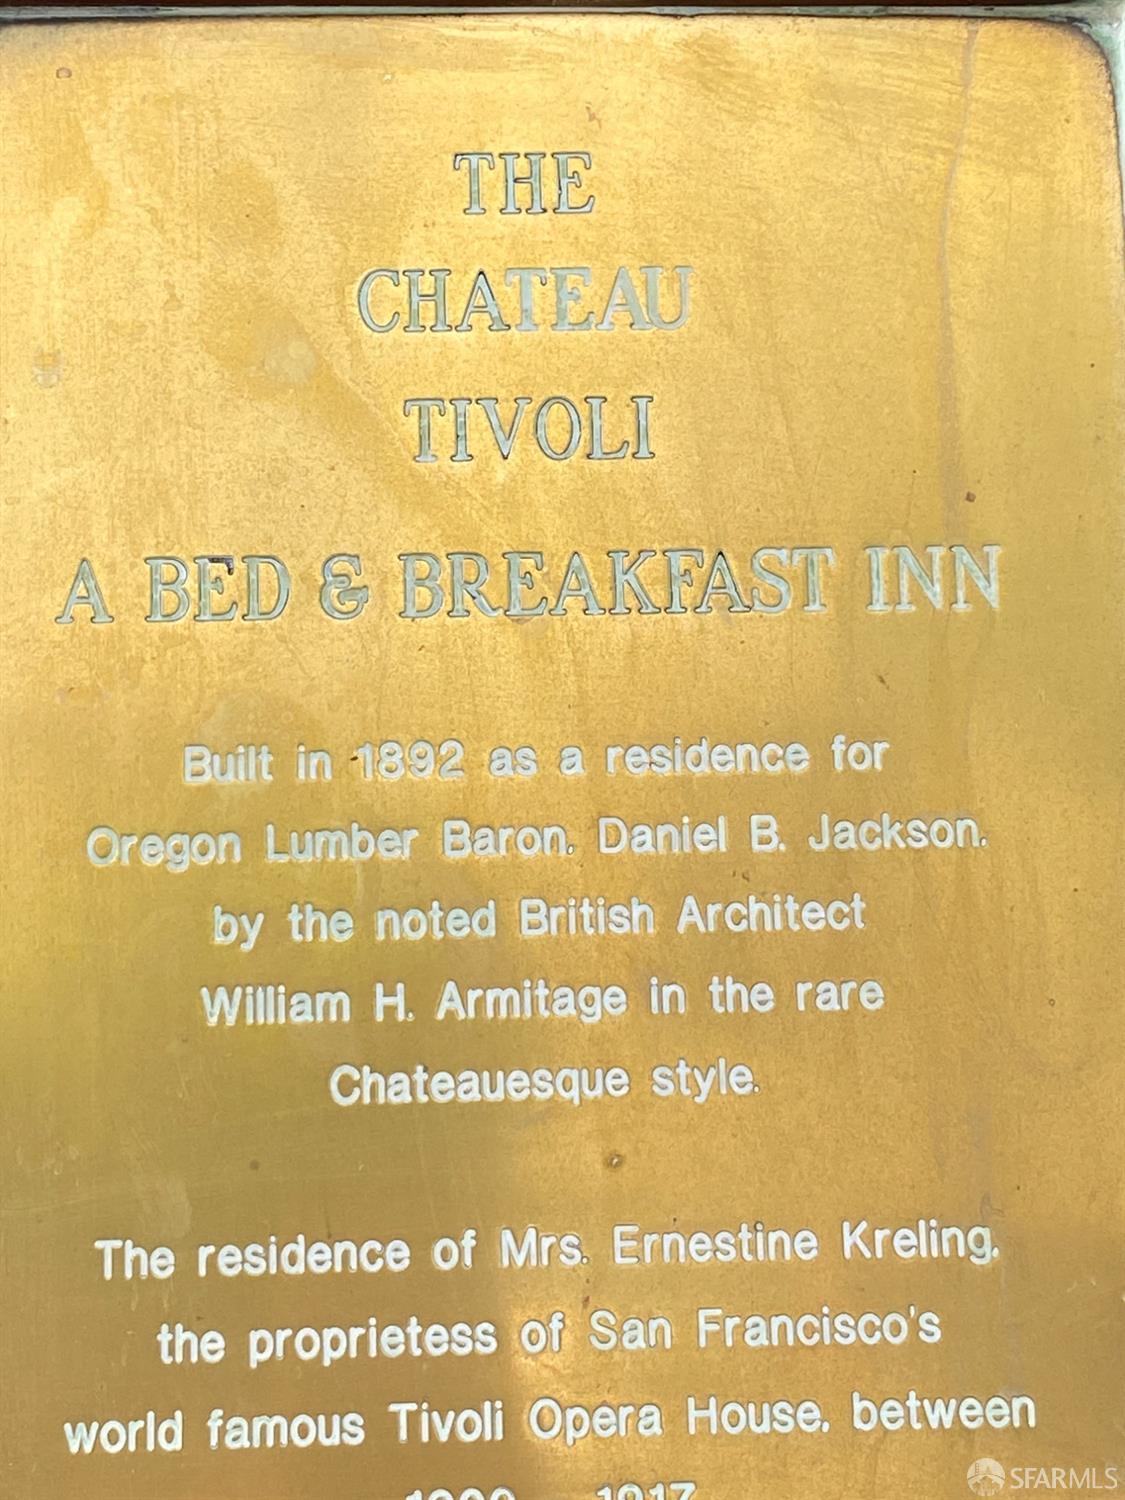 THE
CHATEAU
TIVOLI
A BED & BREAKFAST INN
Built in 1892 as a residence for
Oregon Lumber Baron, Daniel B. Jackson,
by the noted British Architect
William H. Armitage in the rare
Chateauesque style.
The residence of Mrs. Ernestine Kreling,
the proprietess of San Francisco's
world famous Tivoli Opera House, between
1917
SFARMLS